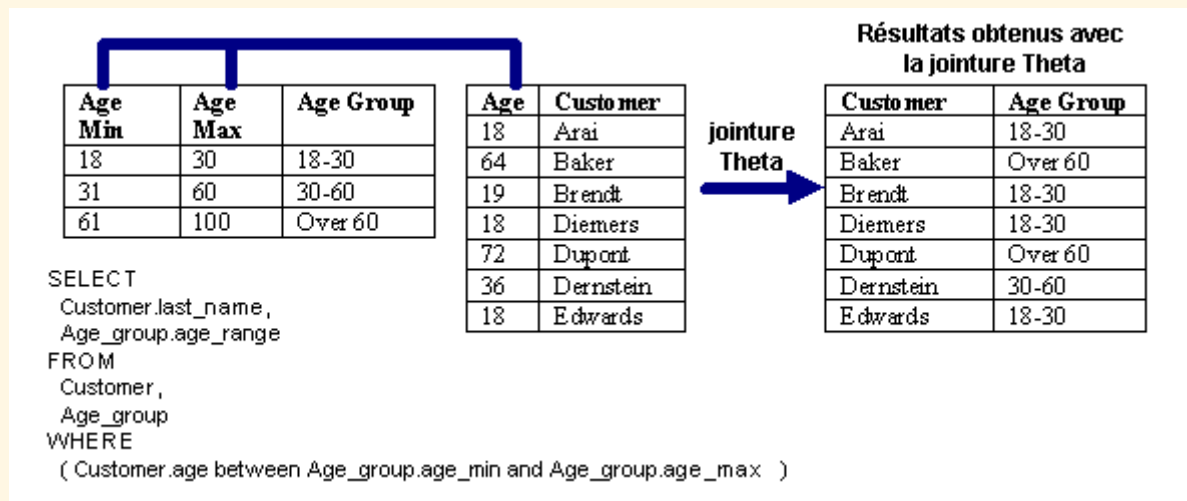 Résultats obtenus avec
la jointure Theta
Age Min Age Max Age Group
18 30 18-30
31 60 30-60
61 100 Over 60
Age Customer
18 Arai
64 Baker
19 Brendt
18 Diemers
72 Dupont
36 Dernstein
18 Edwards
jointure
Theta
Customer Age Group
Arai 18-30
Baker Over 60
Brendt 18-30
Diemers 18-30
Dupont Over 60
Dernstein 30-60
Edwards 18-30
SELECT
Customer.last_name,
Age_group.age_range
FROM
Customer,
Age_group
WHERE
( Customer.age between Age_group.age_min and Age_group.age_max )